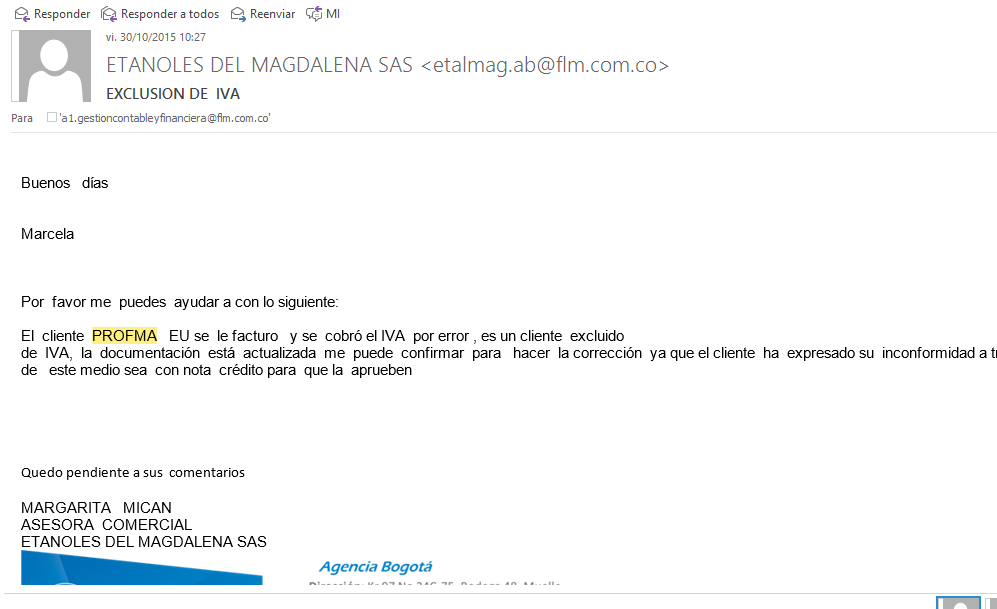 Responder Responder a todos Reenviar MI
vi. 30/10/2015 10:27
ETANOLES DEL MAGDALENA SAS <etalmag.ab@flm.com.co>
EXCLUSION DE IVA
Para 'a1.gestioncontableyfinanciera@flm.com.co'
Buenos días
Marcela
Por favor me puedes ayudar a con lo siguiente:
El cliente PROFMA EU se le facturo y se cobró el IVA por error , es un cliente excluido
de IVA, la documentación está actualizada me puede confirmar para hacer la corrección ya que el cliente ha expresado su inconformidad a
de este medio sea con nota crédito para que la aprueben
Quedo pendiente a sus comentarios
MARGARITA MICAN
ASESORA COMERCIAL
ETANOLES DEL MAGDALENA SAS
Agencia Bogotá